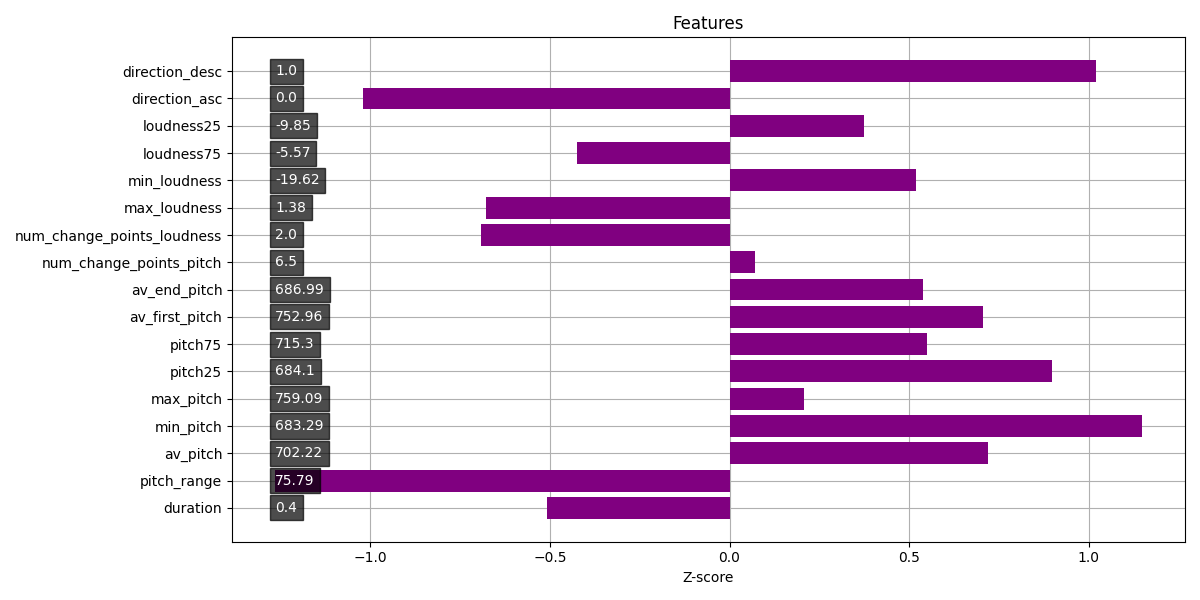 Features
direction_desc 1.0
direction_asc 0.0
loudness25 -9.85
loudness75 -5.57
min_loudness -19.62
max_loudness 1.38
num_change_points_loudness 2.0
num_change_points_pitch 6.5
av_end_pitch 686.99
av_first_pitch 752.96
pitch75 715.3
pitch25 684.1
max_pitch 759.09
min_pitch 683.29
av_pitch 702.22
pitch_range 75.79
duration 0.4
−1.0 −0.5 0.0 0.5 1.0
Z-score